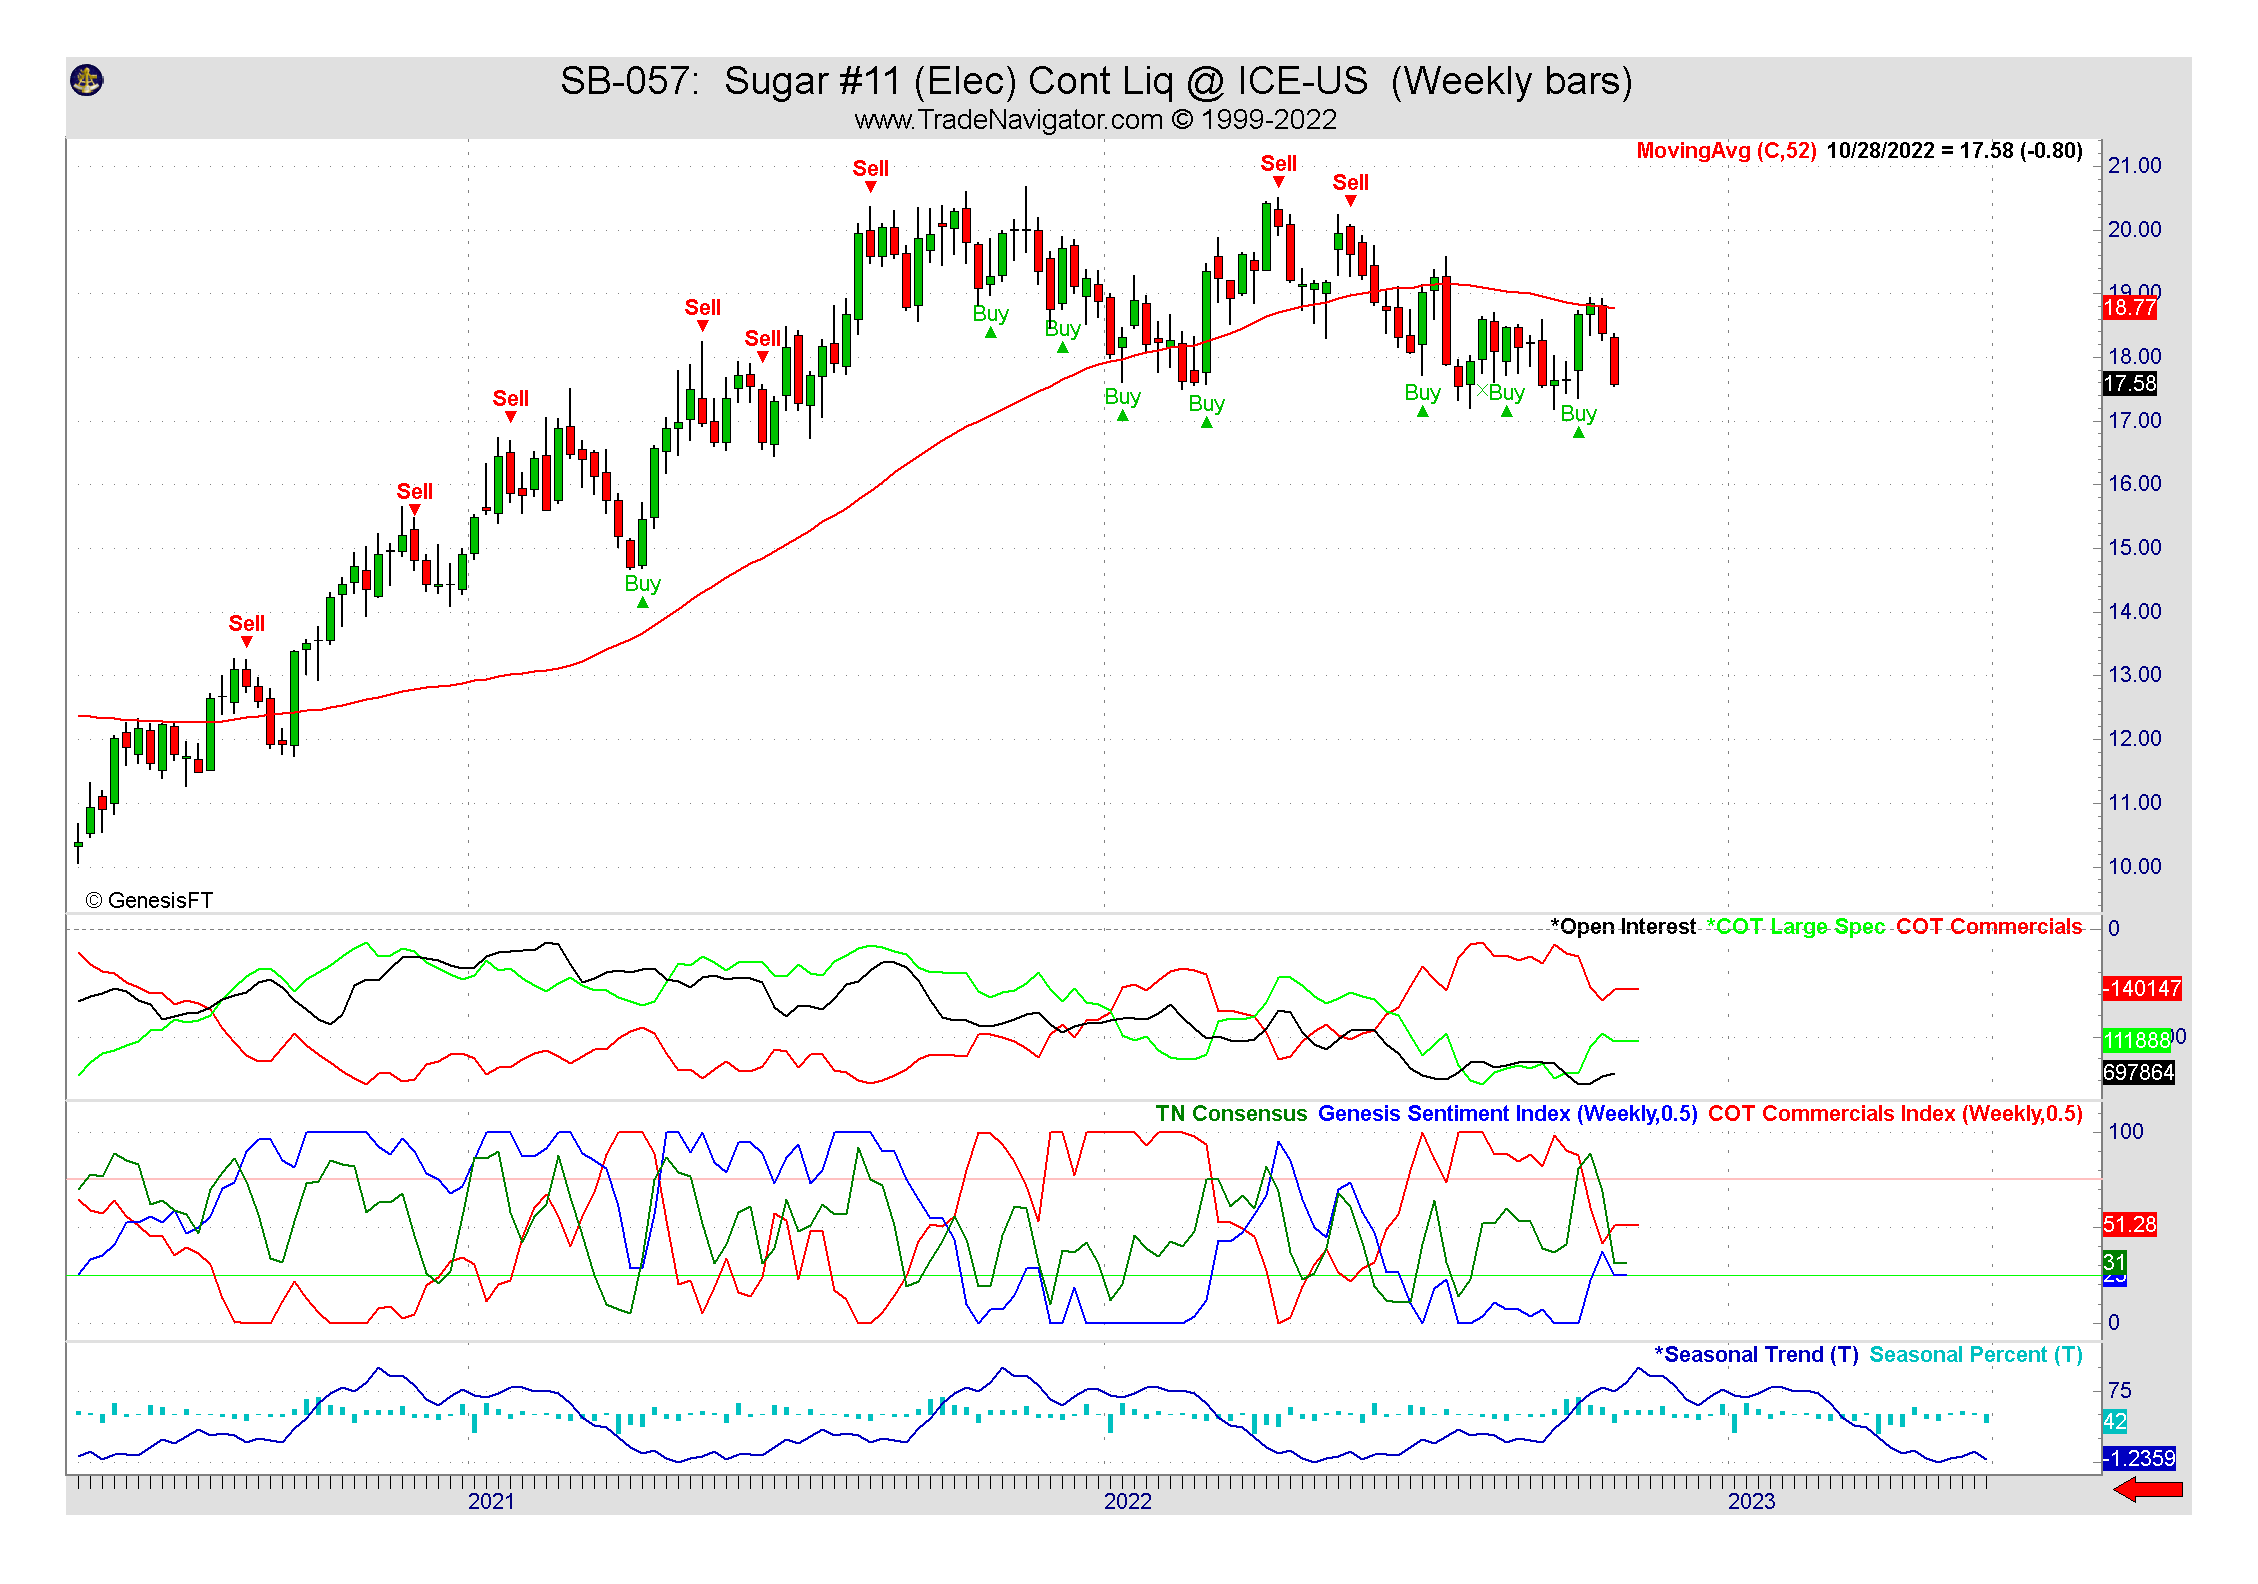 SB-057:  Sugar #11 (Elec) Cont Liq @ ICE-US  (Weekly bars)
www.TradeNavigator.com © 1999-2022
MovingAvg (C,52) 10/28/2022 = 17.58 (-0.80)
21.00
20.00
19.00
18.77
18.00
17.58
17.00
16.00
15.00
14.00
13.00
12.00
11.00
10.00
Sell
Sell
Sell
Sell
Sell
Sell
Sell
Sell
Buy
Buy
Buy
Buy
Buy
Buy
×Buy
Buy
© GenesisFT
*Open Interest *COT Large Spec COT Commercials
0
-140147
111888
697864
TN Consensus Genesis Sentiment Index (Weekly,0.5) COT Commercials Index (Weekly,0.5)
100
51.28
31
0
*Seasonal Trend (T) Seasonal Percent (T)
75
42
-1.2359
2021
2022
2023